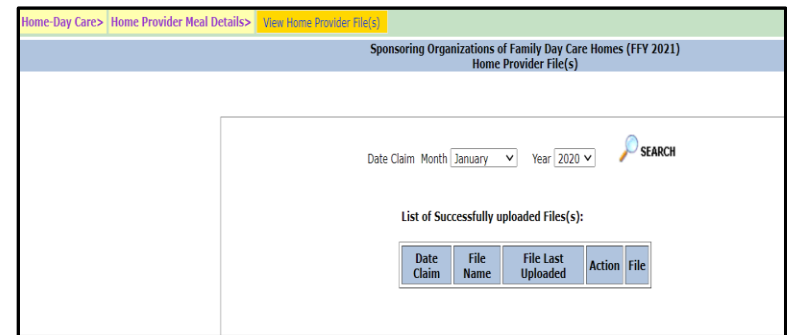 Home-Day Care> Home Provider Meal Details> View Home Provider File(s)
Sponsoring Organizations of Family Day Care Homes (FFY 2021)
Home Provider File(s)
Date Claim Month January Year 2020 SEARCH
List of Successfully uploaded Files(s):
Date Claim File Name File Last Uploaded Action File